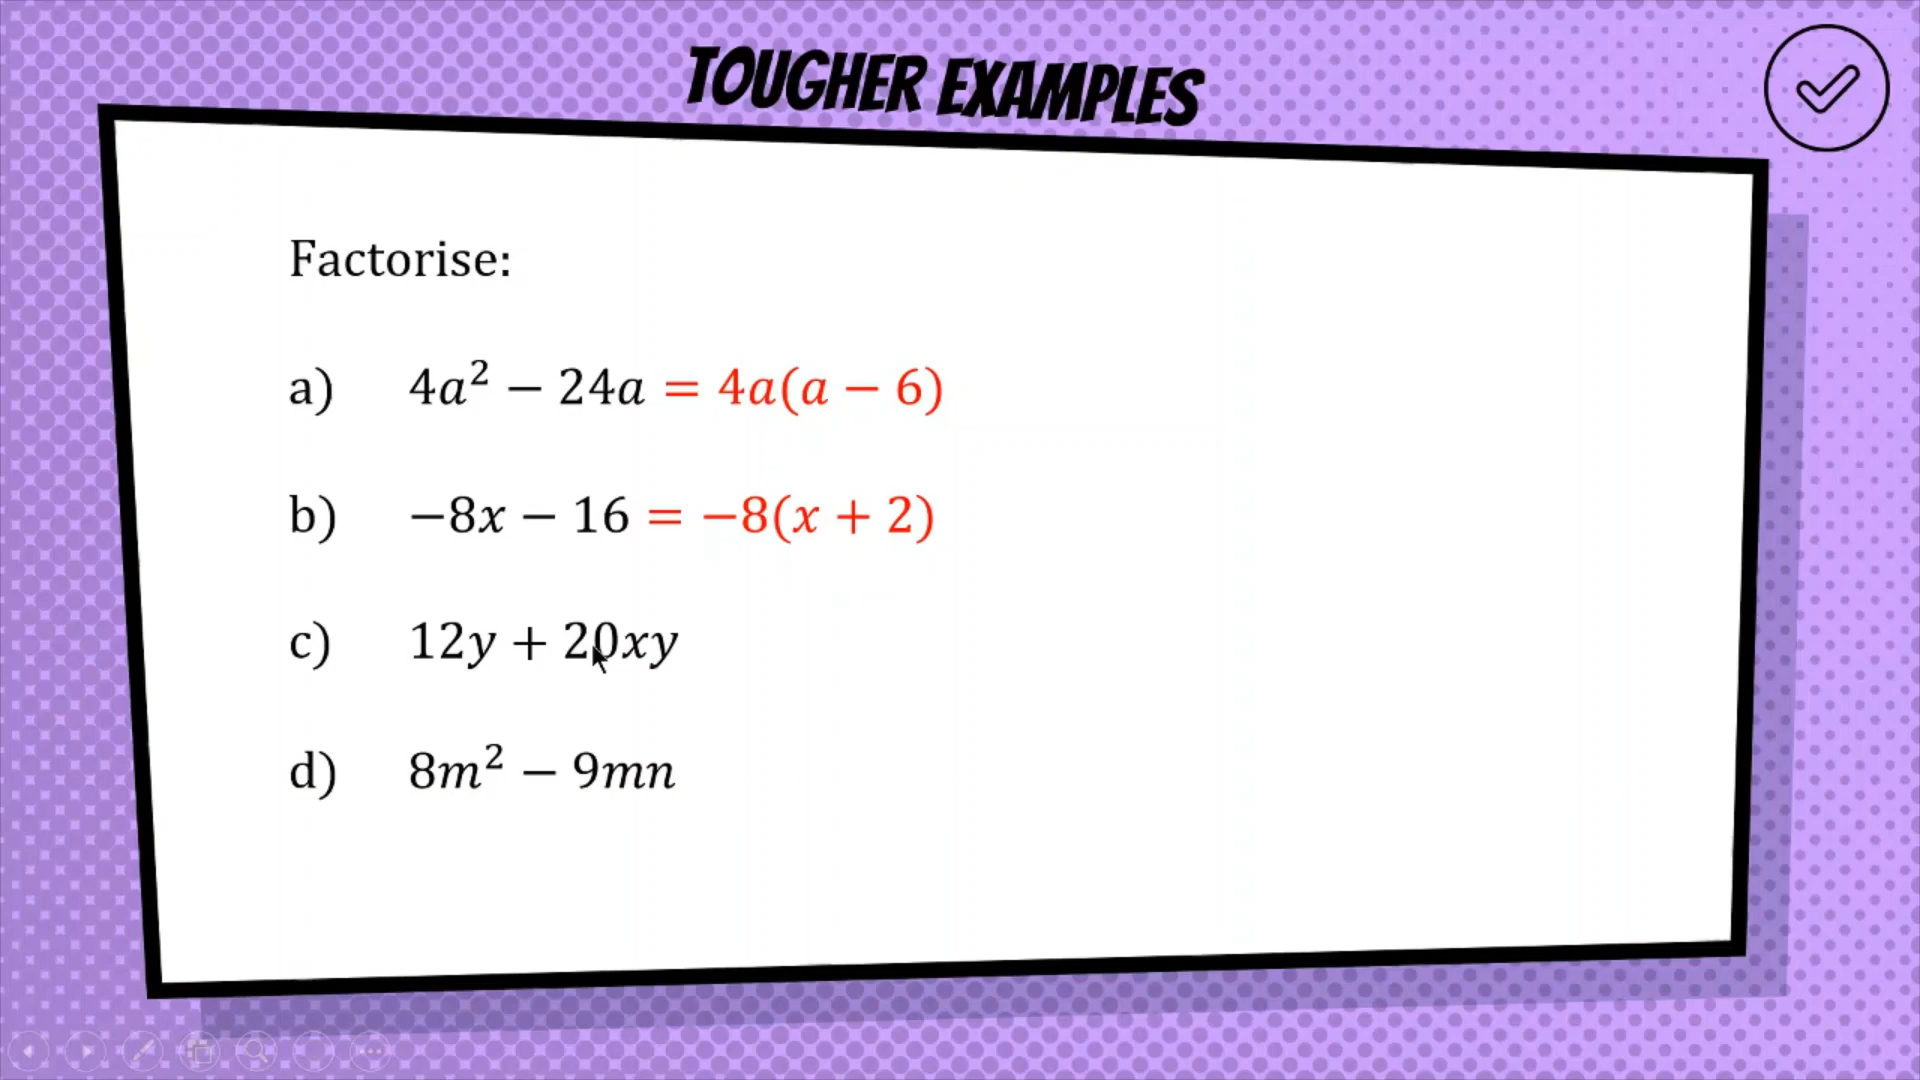 TOUGHER EXAMPLES
Factorise:
a) 4a² − 24a = 4a(a − 6)
b) −8x − 16 = −8(x + 2)
c) 12y + 20xy
d) 8m² − 9mn